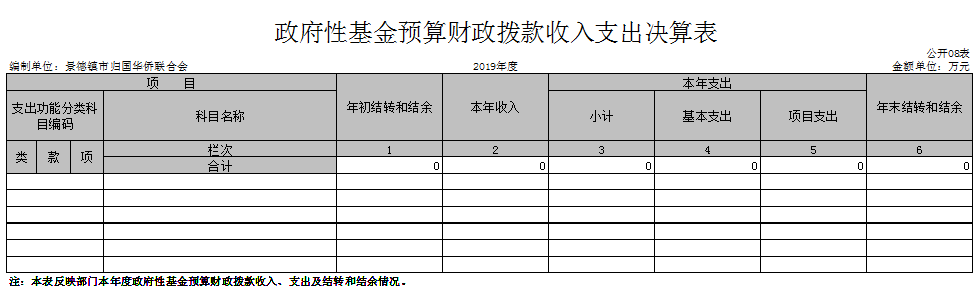 政府性基金预算财政拨款收入支出决算表
公开08表
编制单位：景德镇市归国华侨联合会 2019年度 金额单位：万元
项 目 年初结转和结余 本年收入 本年支出 年末结转和结余
支出功能分类科目编码 科目名称 小计 基本支出 项目支出
类 款 项 栏次 1 2 3 4 5 6
合计 0 0 0 0 0 0
注：本表反映部门本年度政府性基金预算财政拨款收入、支出及结转和结余情况。